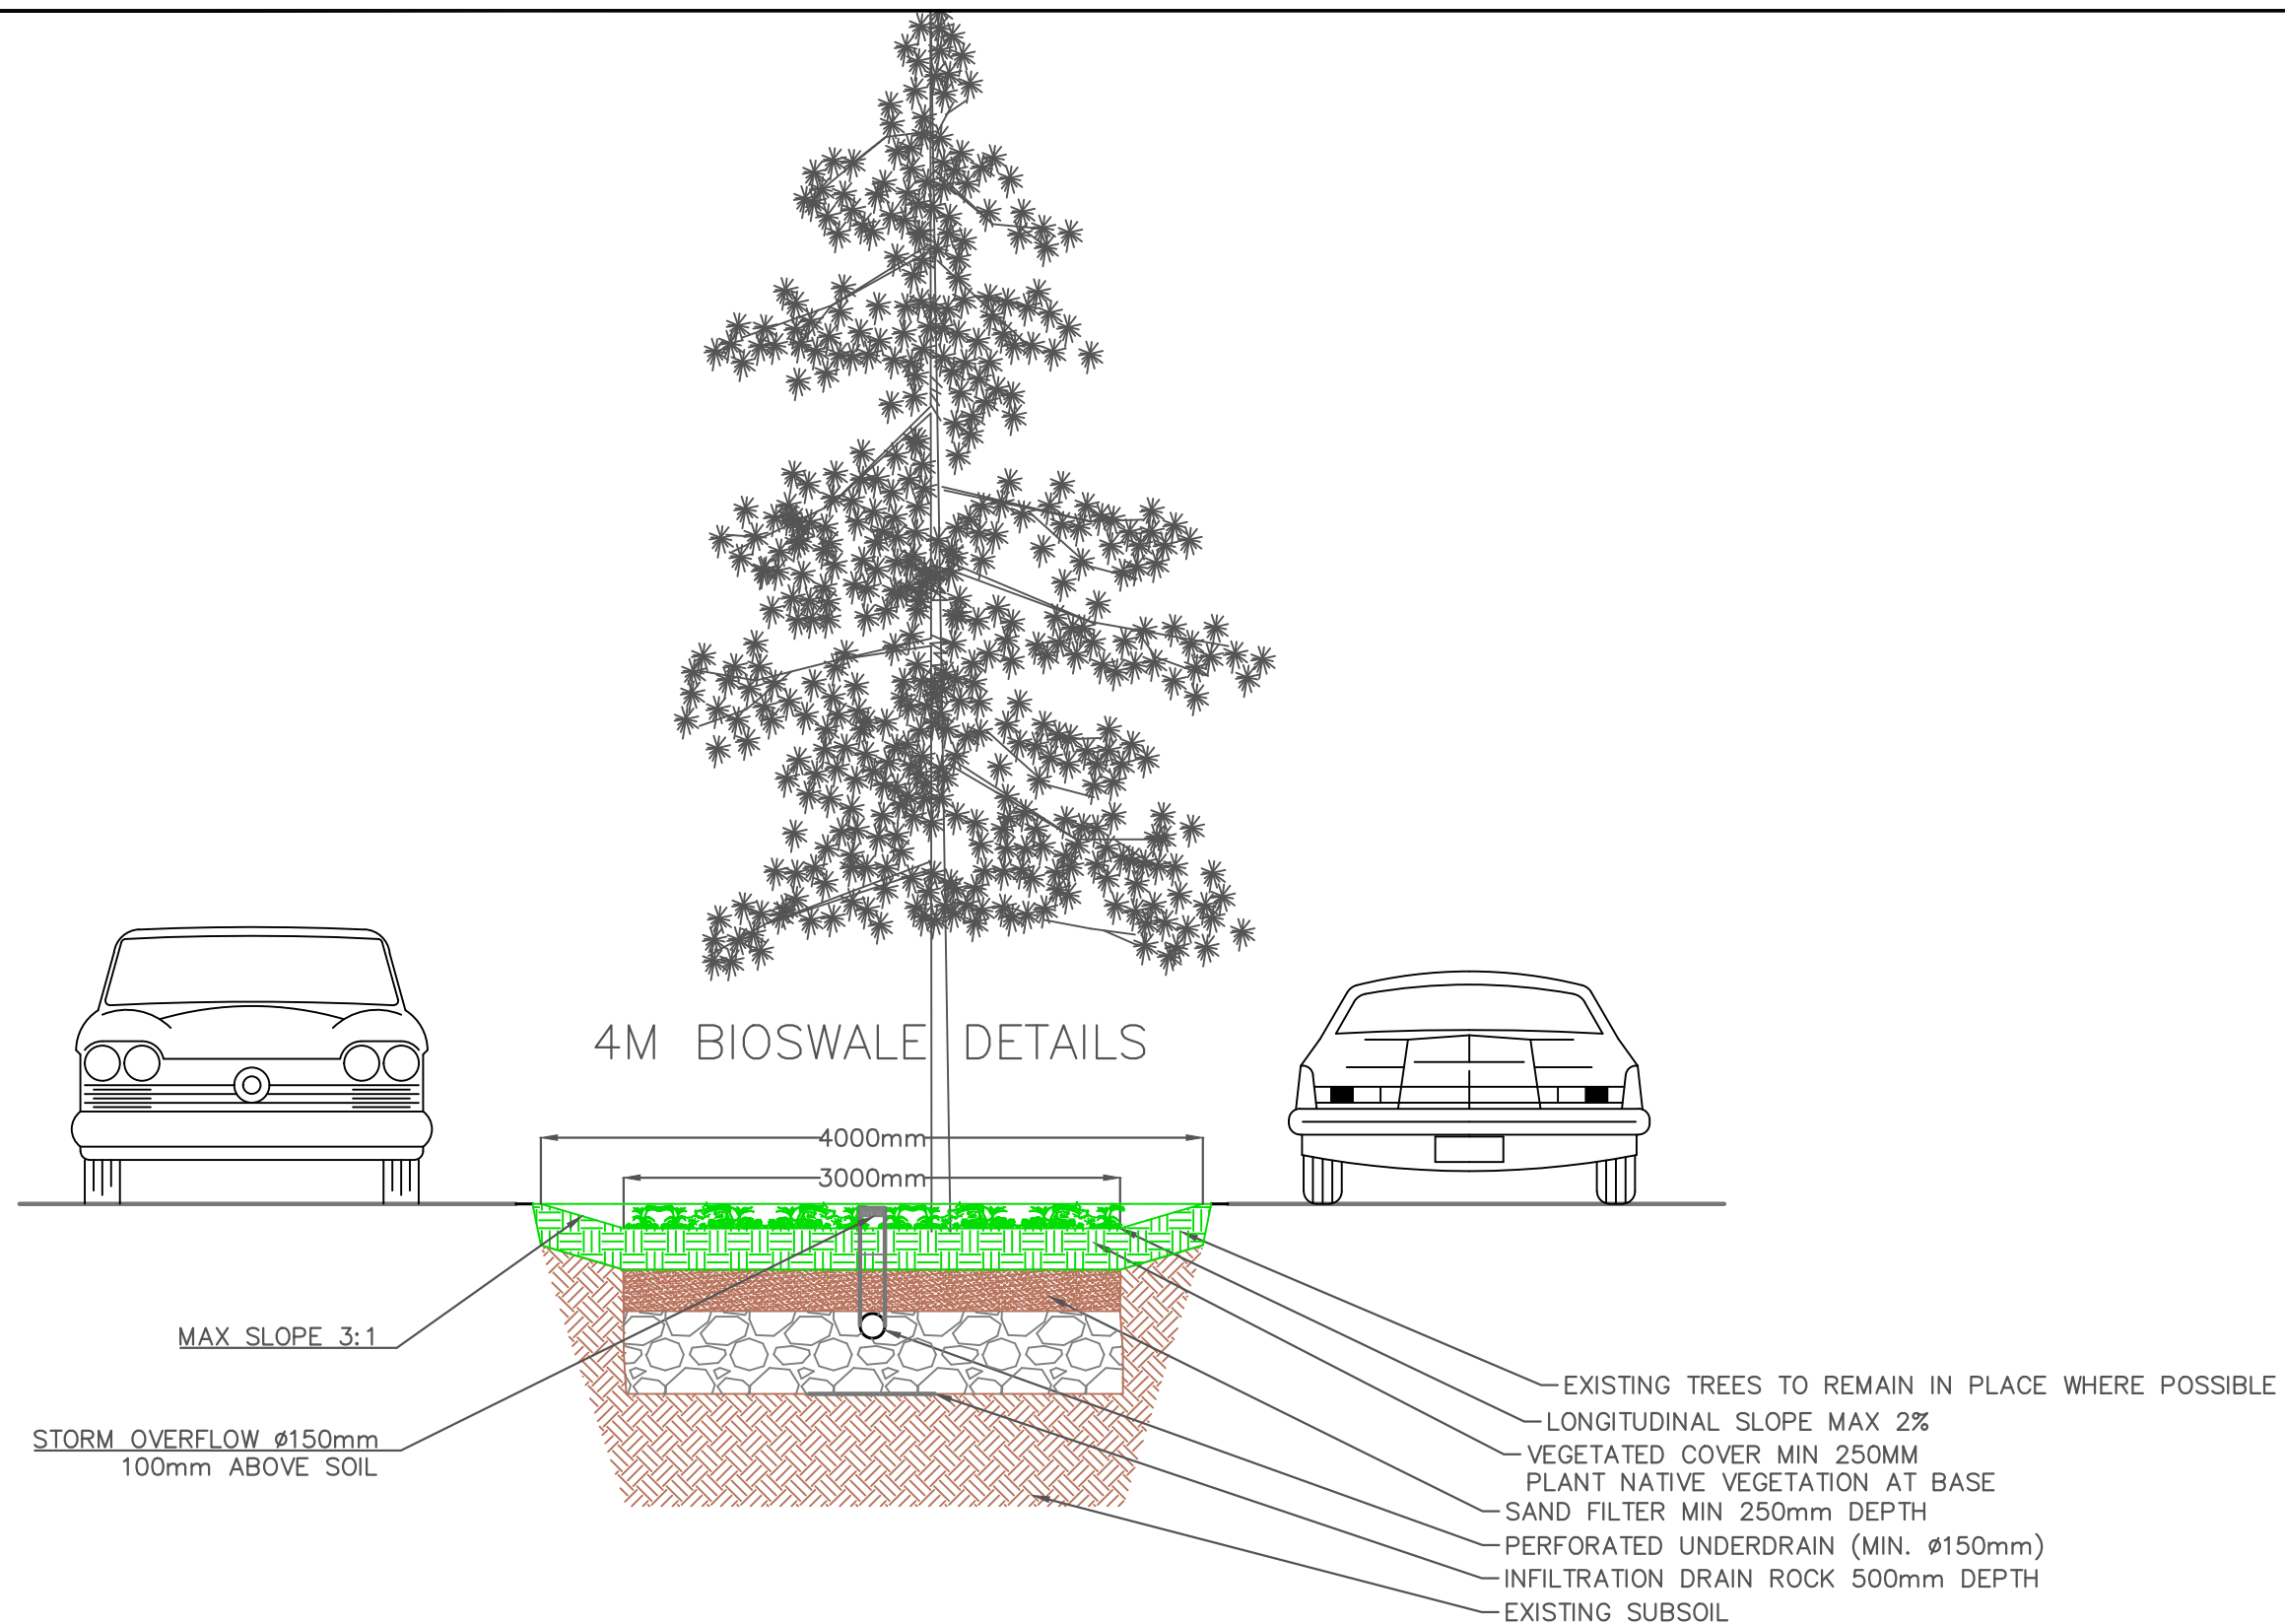 4M BIOSWALE DETAILS
4000mm
3000mm
MAX SLOPE 3:1
STORM OVERFLOW ø150mm
100mm ABOVE SOIL
EXISTING TREES TO REMAIN IN PLACE WHERE POSSIBLE
LONGITUDINAL SLOPE MAX 2%
VEGETATED COVER MIN 250MM
PLANT NATIVE VEGETATION AT BASE
SAND FILTER MIN 250mm DEPTH
PERFORATED UNDERDRAIN (MIN. ø150mm)
INFILTRATION DRAIN ROCK 500mm DEPTH
EXISTING SUBSOIL